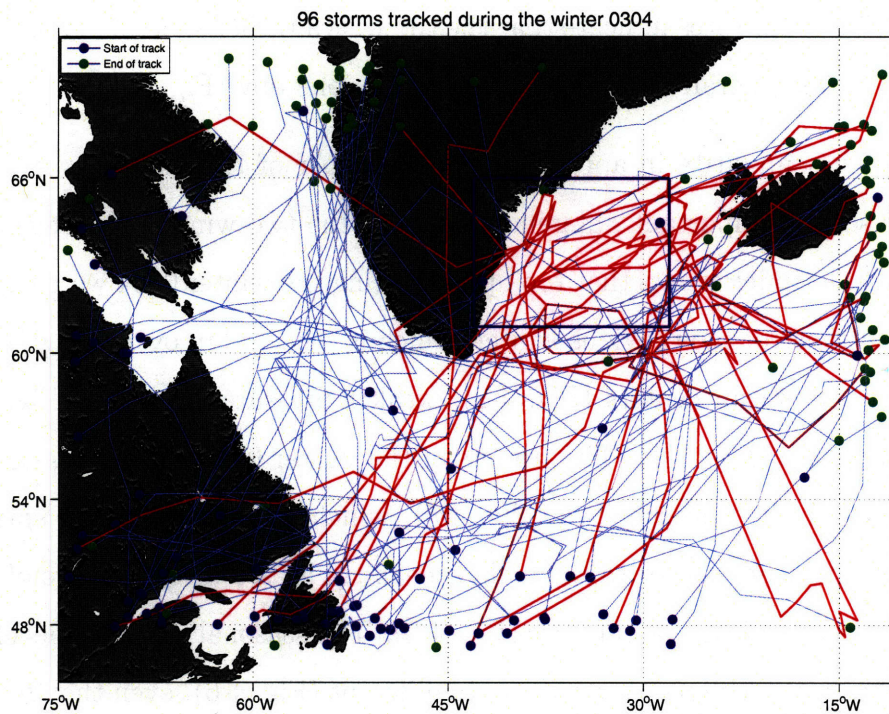 96 storms tracked during the winter 0304
Start of track
End of track
66°N
60°N
54°N
48°N
75°W
60°W
45°W
30°W
15°W